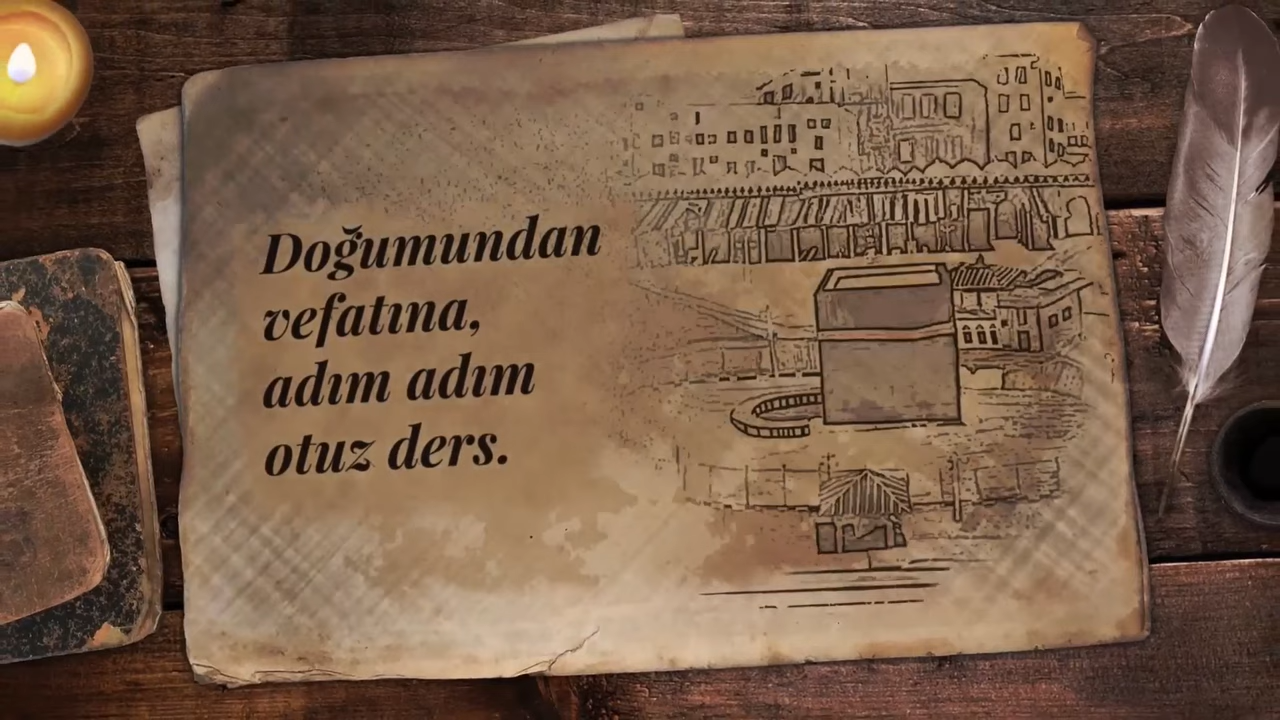 Doğumundan
vefatına,
adım adım
otuz ders.